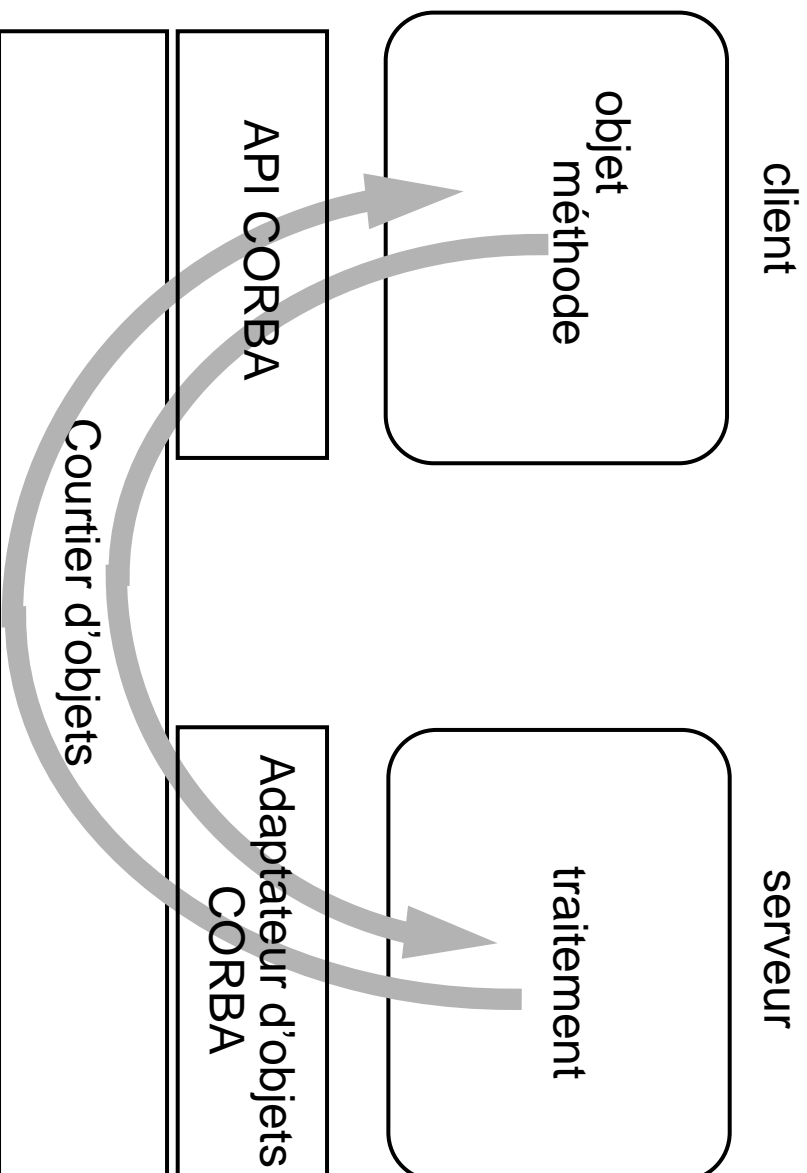 client
serveur
objet
méthode
traitement
API CORBA
Adaptateur d’objets
CORBA
Courtier d’objets